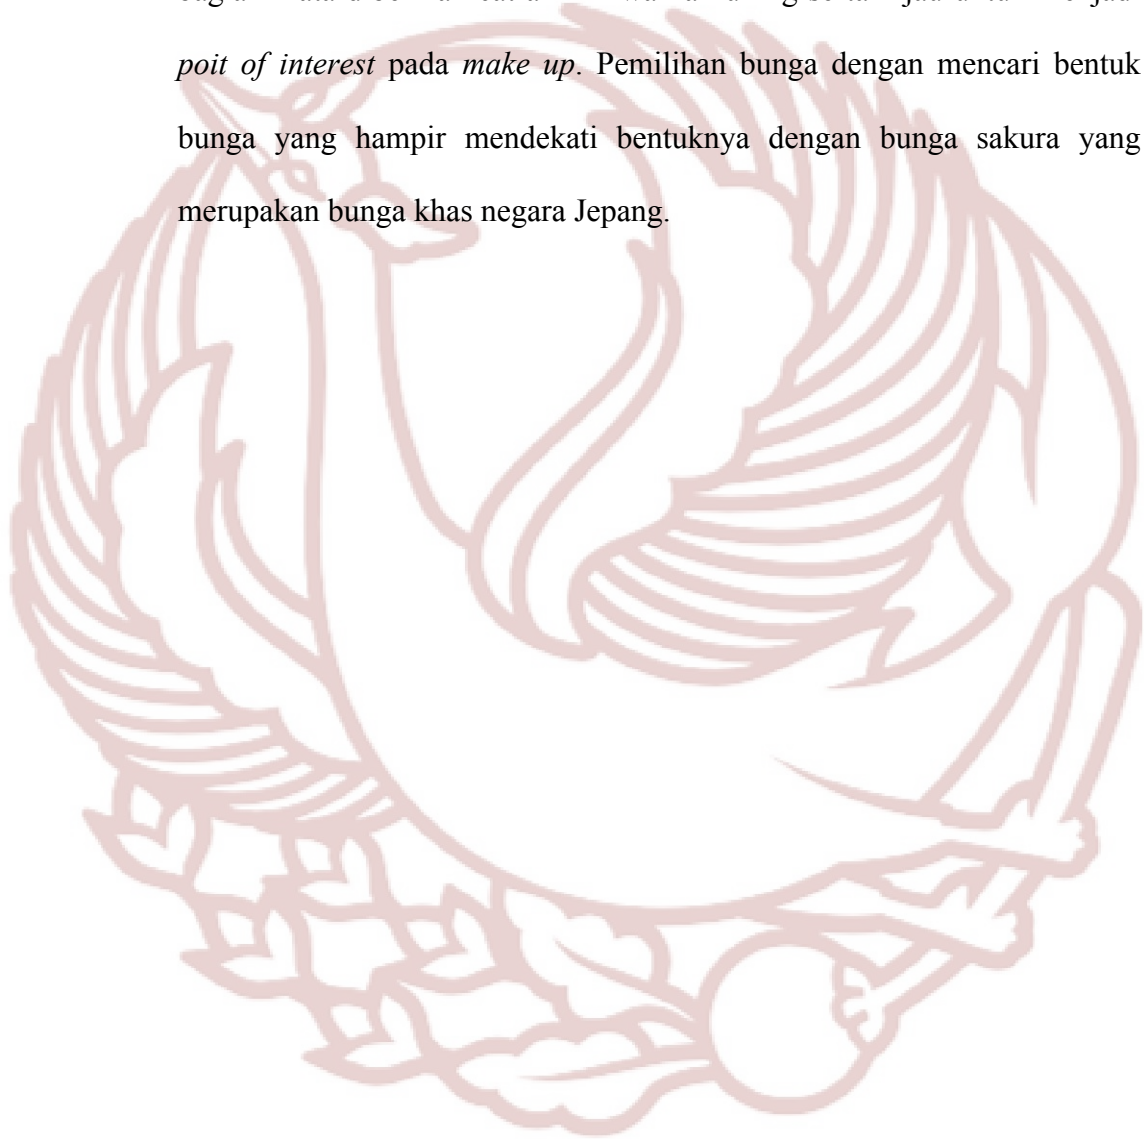 poit of interest pada make up. Pemilihan bunga dengan mencari bentuk
bunga yang hampir mendekati bentuknya dengan bunga sakura yang
merupakan bunga khas negara Jepang.